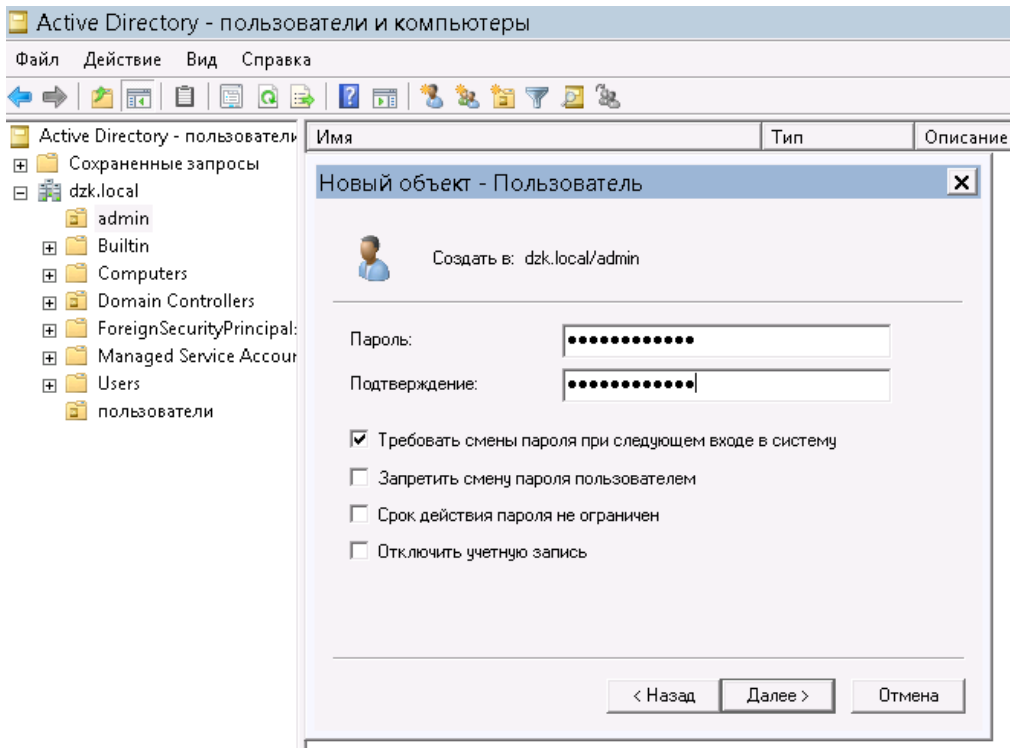 Active Directory - пользователи и компьютеры
Файл Действие Вид Справка
Active Directory - пользователи
Сохраненные запросы
dzk.local
admin
Builtin
Computers
Domain Controllers
ForeignSecurityPrincipal:
Managed Service Accour
Users
пользователи
Имя Тип Описание
Новый объект - Пользователь
Создать в: dzk.local/admin
Пароль: ●●●●●●●●●●●●
Подтверждение: ●●●●●●●●●●●●
Требовать смены пароля при следующем входе в систему
Запретить смену пароля пользователем
Срок действия пароля не ограничен
Отключить учетную запись
< Назад Далее > Отмена